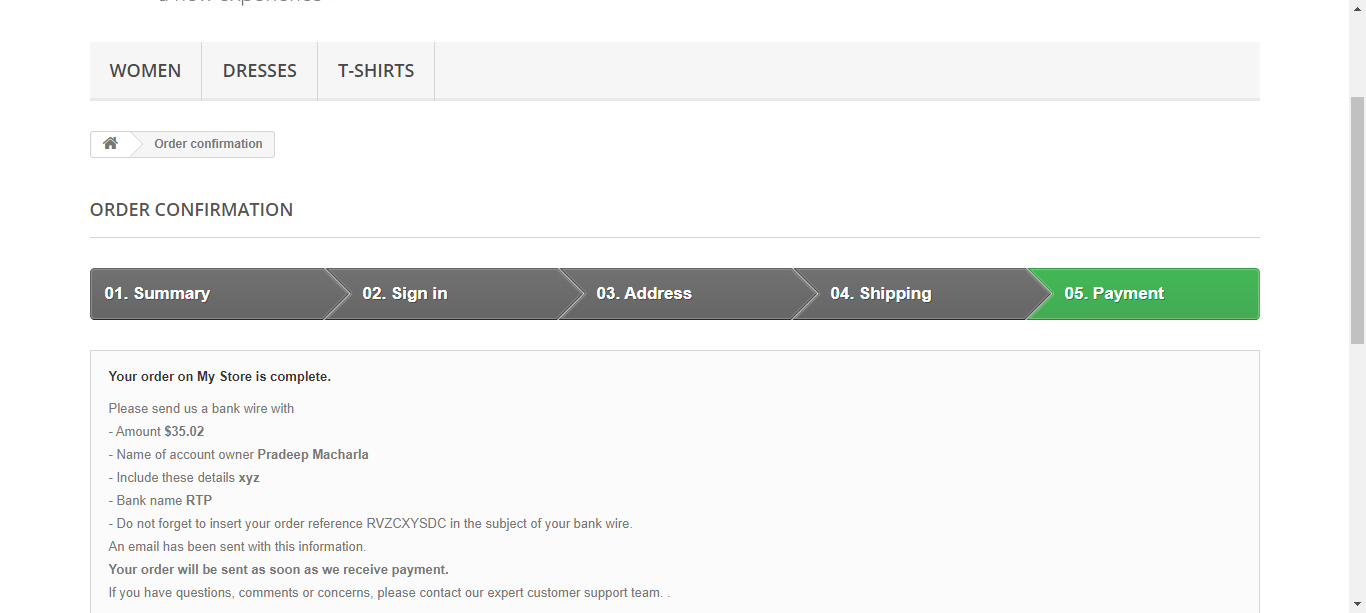 a new experience
WOMEN DRESSES T-SHIRTS
Order confirmation
ORDER CONFIRMATION
01. Summary 02. Sign in 03. Address 04. Shipping 05. Payment
Your order on My Store is complete.
Please send us a bank wire with
- Amount $35.02
- Name of account owner Pradeep Macharla
- Include these details xyz
- Bank name RTP
- Do not forget to insert your order reference RVZCXYSDC in the subject of your bank wire.
An email has been sent with this information.
Your order will be sent as soon as we receive payment.
If you have questions, comments or concerns, please contact our expert customer support team. .